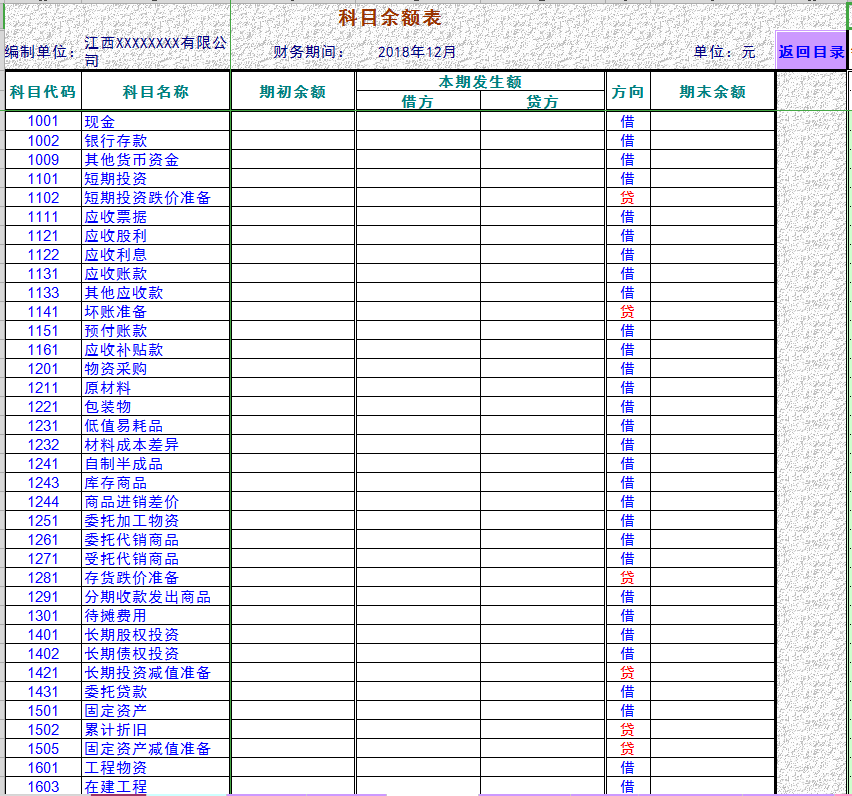 科目余额表
编制单位： 江西XXXXXXXX有限公司 财务期间： 2018年12月 单位：元 返回目录
科目代码 科目名称 期初余额 本期发生额 方向 期末余额
借方 贷方
1001 现金 借
1002 银行存款 借
1009 其他货币资金 借
1101 短期投资 借
1102 短期投资跌价准备 贷
1111 应收票据 借
1121 应收股利 借
1122 应收利息 借
1131 应收账款 借
1133 其他应收款 借
1141 坏账准备 贷
1151 预付账款 借
1161 应收补贴款 借
1201 物资采购 借
1211 原材料 借
1221 包装物 借
1231 低值易耗品 借
1232 材料成本差异 借
1241 自制半成品 借
1243 库存商品 借
1244 商品进销差价 借
1251 委托加工物资 借
1261 委托代销商品 借
1271 受托代销商品 借
1281 存货跌价准备 贷
1291 分期收款发出商品 借
1301 待摊费用 借
1401 长期股权投资 借
1402 长期债权投资 借
1421 长期投资减值准备 贷
1431 委托贷款 借
1501 固定资产 借
1502 累计折旧 贷
1505 固定资产减值准备 贷
1601 工程物资 借
1603 在建工程 借